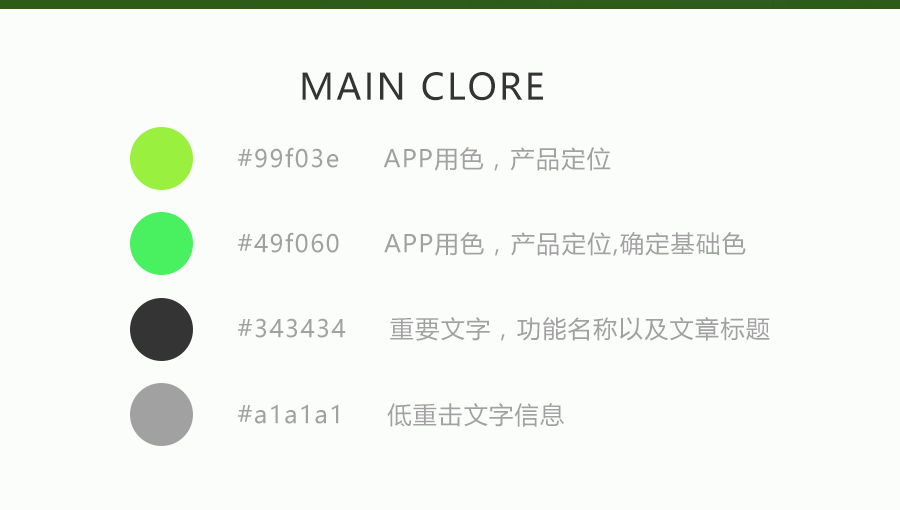 MAIN CLORE
#99f03e APP用色，产品定位
#49f060 APP用色，产品定位,确定基础色
#343434 重要文字，功能名称以及文章标题
#a1a1a1 低重击文字信息